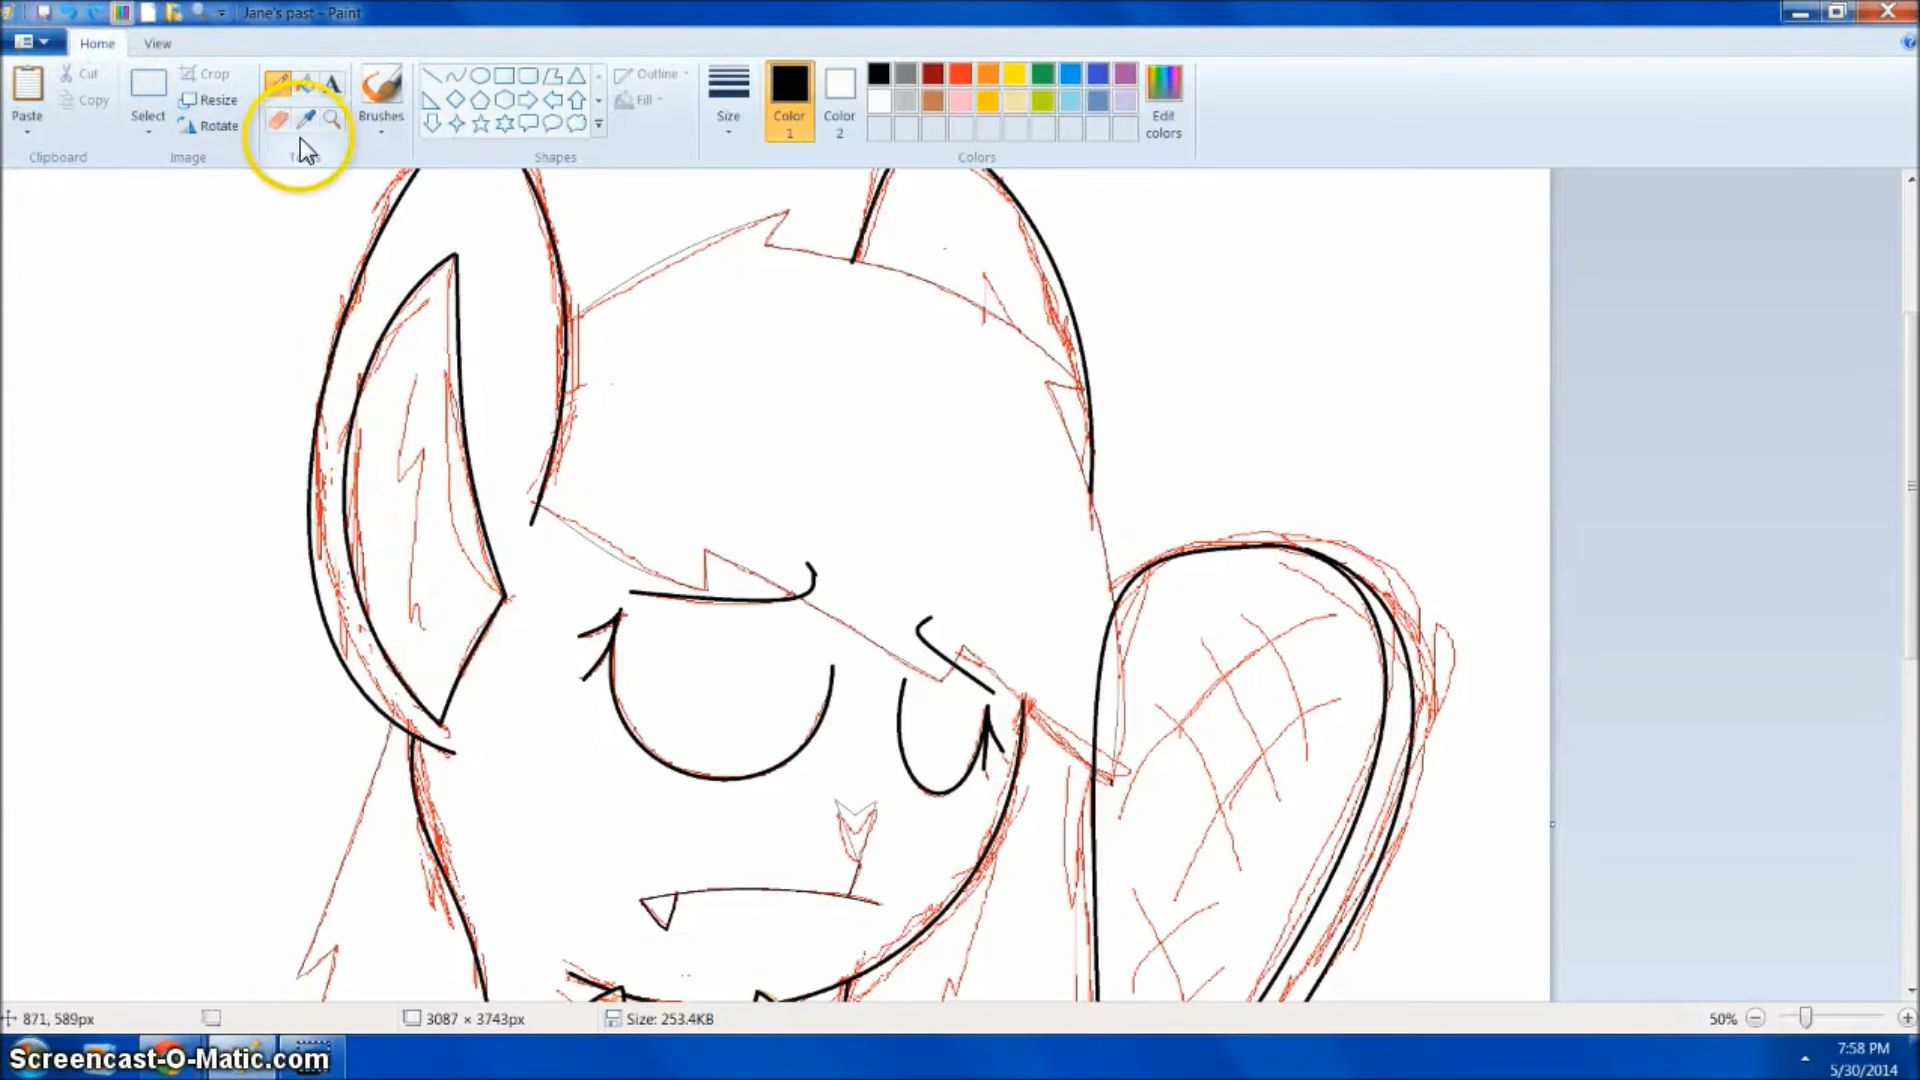 Jane's past - Paint
Home View
Paste
Cut
Copy
Clipboard
Select
Crop
Resize
Rotate
Image
A
Brushes
Shapes
Outline
Fill
Size
Color 1
Color 2
Edit colors
Colors
871, 589px
3087 × 3743px
Size: 253.4KB
50%
Screencast-O-Matic.com
7:58 PM
5/30/2014